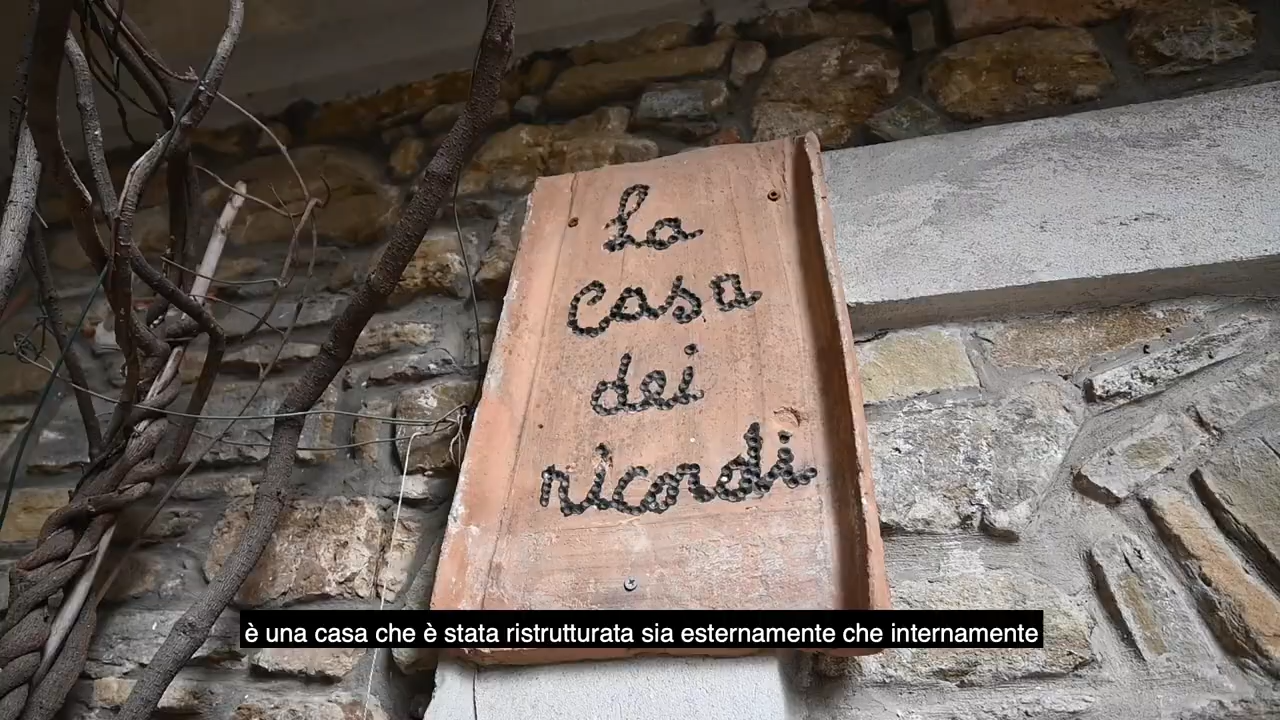 La
casa
dei
ricordi
è una casa che è stata ristrutturata sia esternamente che internamente